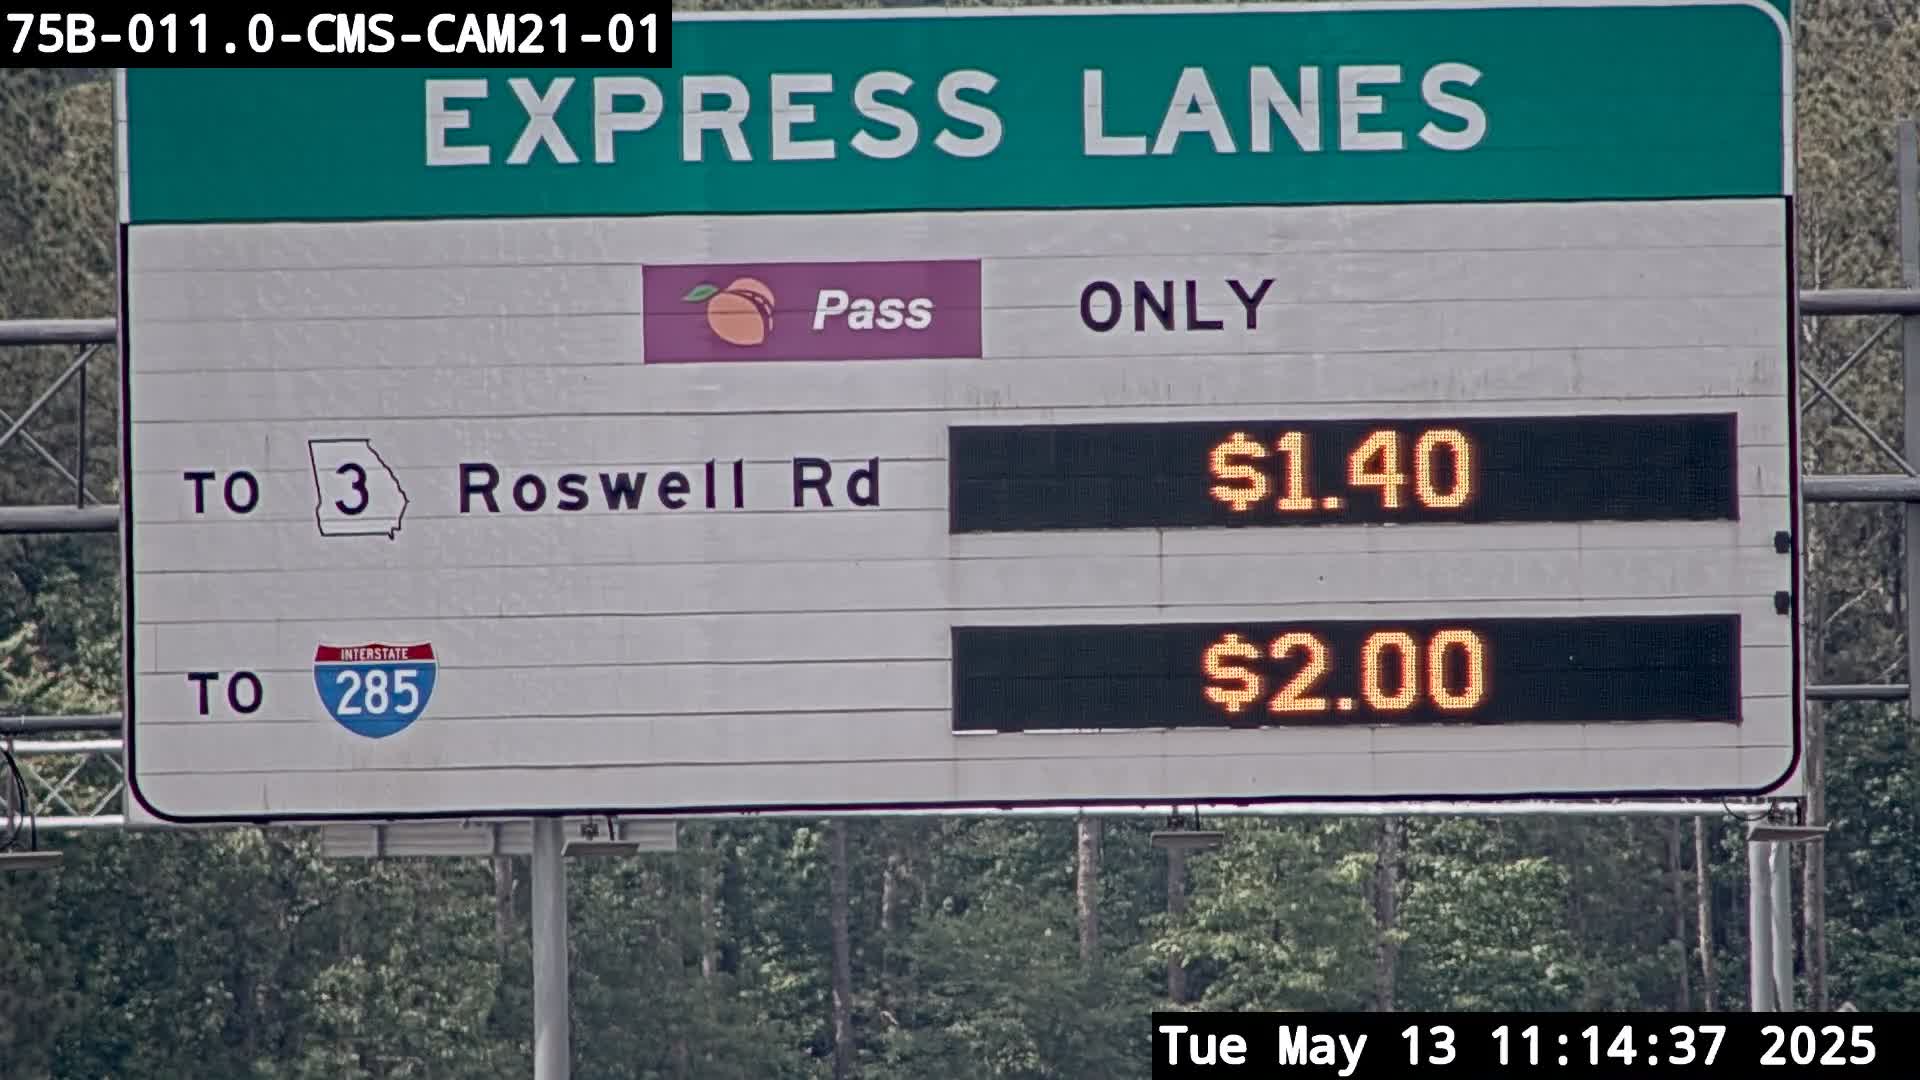 75B-011.0-CMS-CAM21-01
EXPRESS LANES
Pass ONLY
TO 3 Roswell Rd $1.40
INTERSTATE
TO 285 $2.00
Tue May 13 11:14:37 2025